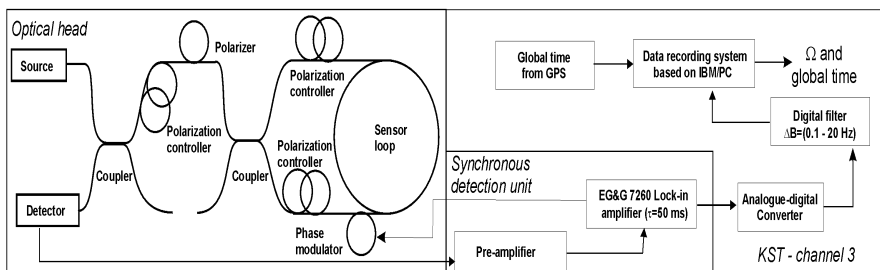 Optical head
Source
Polarizer
Polarization
controller
Polarization
controller
Coupler
Coupler
Polarization
controller
Sensor
loop
Detector
Phase
modulator
Synchronous
detection unit
Pre-amplifier
EG&G 7260 Lock-in
amplifier (τ=50 ms)
Global time
from GPS
Data recording system
based on IBM/PC
Ω and
global time
Digital filter
ΔB=(0.1 - 20 Hz)
Analogue-digital
Converter
KST - channel 3